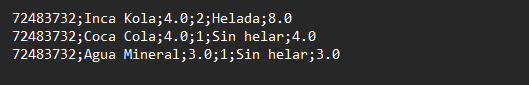 72483732;Inca Kola;4.0;2;Helada;8.0
72483732;Coca Cola;4.0;1;Sin helar;4.0
72483732;Agua Mineral;3.0;1;Sin helar;3.0